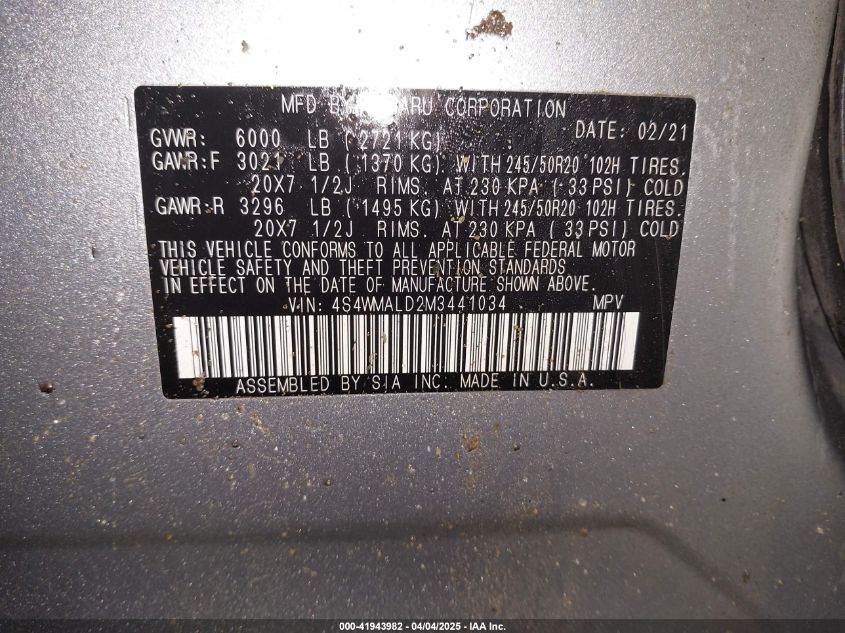 MFD BY SUBARU CORPORATION
DATE: 02/21
GVWR: 6000 LB ( 2721 KG)
GAWR:F 3021 LB ( 1370 KG) WITH 245/50R20 102H TIRES.
20X7 1/2J RIMS. AT 230 KPA ( 33 PSI) COLD
GAWR:R 3296 LB ( 1495 KG) WITH 245/50R20 102H TIRES.
20X7 1/2J RIMS. AT 230 KPA ( 33 PSI) COLD
THIS VEHICLE CONFORMS TO ALL APPLICABLE FEDERAL MOTOR
VEHICLE SAFETY AND THEFT PREVENTION STANDARDS
IN EFFECT ON THE DATE OF MANUFACTURE SHOWN ABOVE.
VIN: 4S4WMALD2M3441034 MPV
ASSEMBLED BY SIA INC. MADE IN U.S.A.
000-41943982 - 04/04/2025 - IAA Inc.